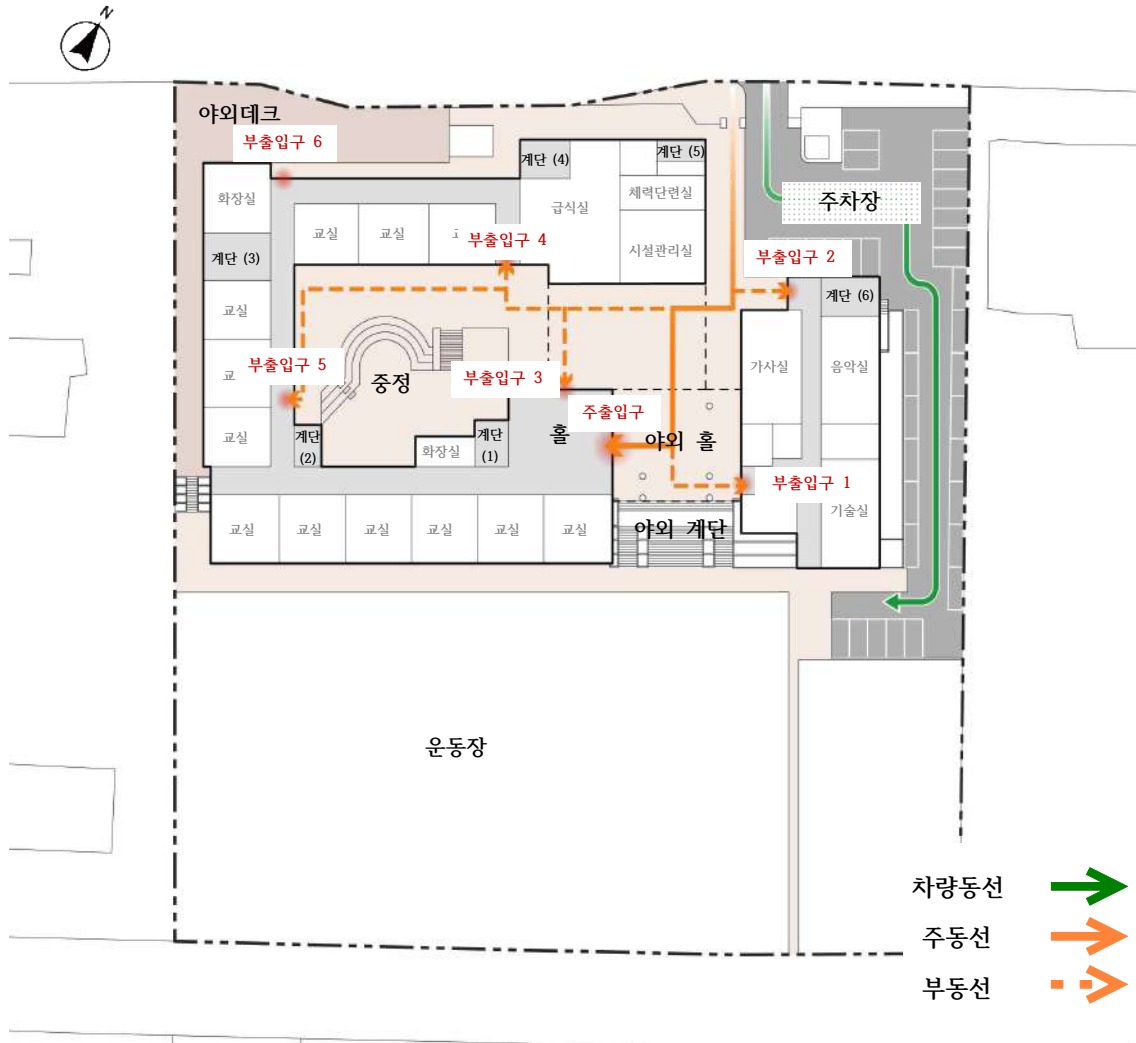 N
야외데크
부출입구 6
계단 (4)
계단 (5)
화장실
급식실
체력단련실
주차장
교실
교실
부출입구 4
시설관리실
부출입구 2
계단 (3)
계단 (6)
교실
부출입구 5
교
중정
부출입구 3
가사실
음악실
주출입구
교실
계단
(2)
화장실
계단
(1)
홀
야외 홀
부출입구 1
교실
교실
교실
교실
교실
교실
야외 계단
기술실
운동장
차량동선
주동선
부동선